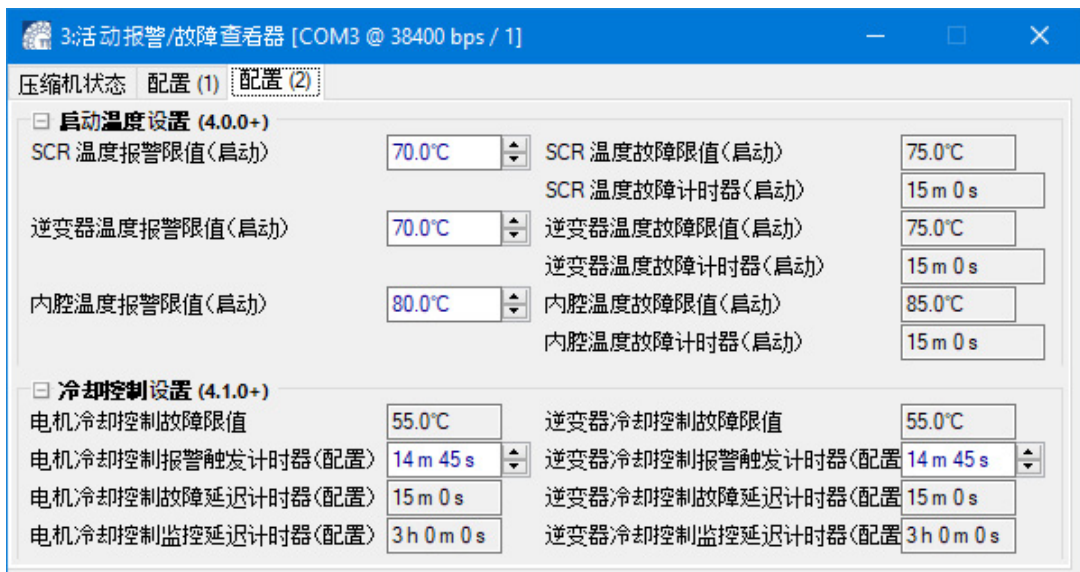 3:活动报警/故障查看器 [COM3 @ 38400 bps / 1]
压缩机状态 配置 (1) 配置 (2)
启动温度设置 (4.0.0+)
SCR 温度报警限值(启动) 70.0°C SCR 温度故障限值(启动) 75.0°C
SCR 温度故障计时器(启动) 15 m 0 s
逆变器温度报警限值(启动) 70.0°C 逆变器温度故障限值(启动) 75.0°C
逆变器温度故障计时器(启动) 15 m 0 s
内腔温度报警限值(启动) 80.0°C 内腔温度故障限值(启动) 85.0°C
内腔温度故障计时器(启动) 15 m 0 s
冷却控制设置 (4.1.0+)
电机冷却控制故障限值 55.0°C 逆变器冷却控制故障限值 55.0°C
电机冷却控制报警触发计时器(配置) 14 m 45 s 逆变器冷却控制报警触发计时器(配置 14 m 45 s
电机冷却控制故障延迟计时器(配置) 15 m 0 s 逆变器冷却控制故障延迟计时器(配置 15 m 0 s
电机冷却控制监控延迟计时器(配置) 3 h 0 m 0 s 逆变器冷却控制监控延迟计时器(配置 3 h 0 m 0 s